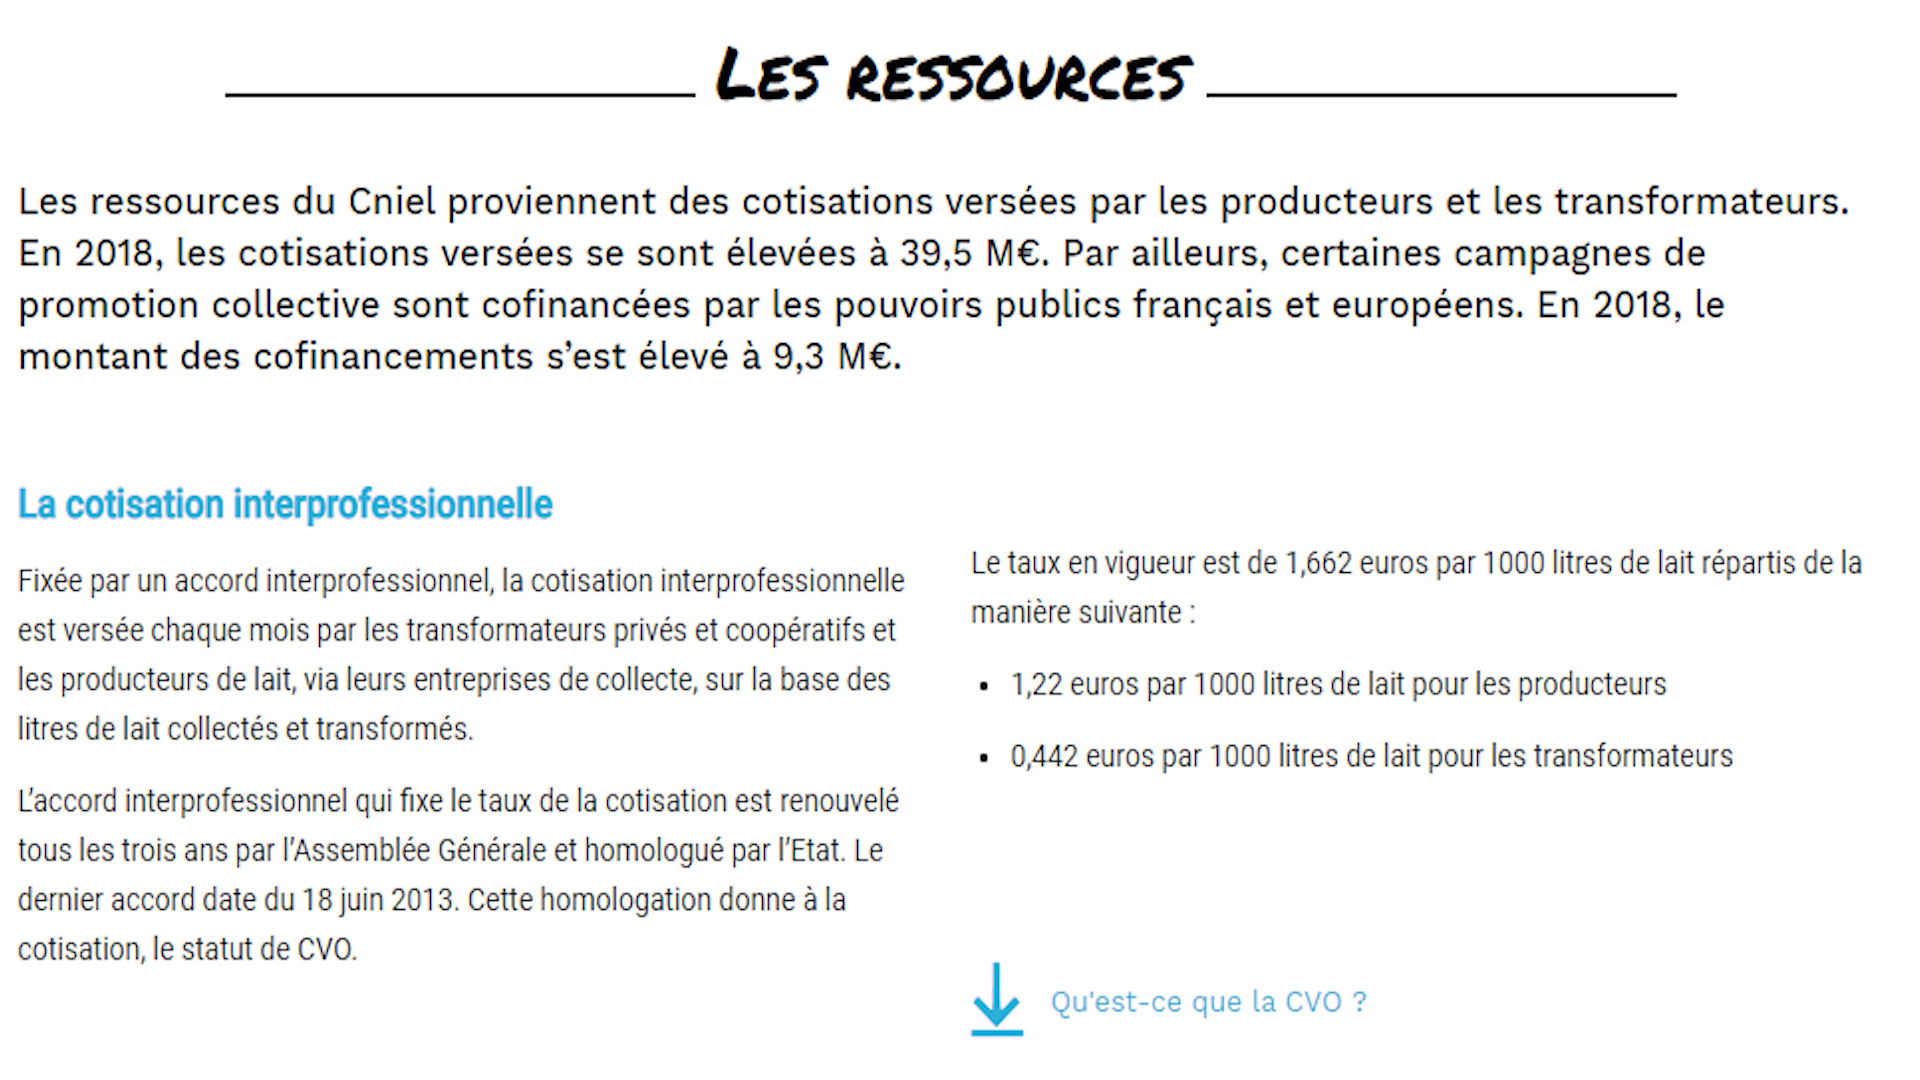 Les ressources
Les ressources du Cniel proviennent des cotisations versées par les producteurs et les transformateurs.
En 2018, les cotisations versées se sont élevées à 39,5 M€. Par ailleurs, certaines campagnes de
promotion collective sont cofinancées par les pouvoirs publics français et européens. En 2018, le
montant des cofinancements s’est élevé à 9,3 M€.
La cotisation interprofessionnelle
Fixée par un accord interprofessionnel, la cotisation interprofessionnelle
est versée chaque mois par les transformateurs privés et coopératifs et
les producteurs de lait, via leurs entreprises de collecte, sur la base des
litres de lait collectés et transformés.
L’accord interprofessionnel qui fixe le taux de la cotisation est renouvelé
tous les trois ans par l’Assemblée Générale et homologué par l’Etat. Le
dernier accord date du 18 juin 2013. Cette homologation donne à la
cotisation, le statut de CVO.
Le taux en vigueur est de 1,662 euros par 1000 litres de lait répartis de la
manière suivante :
• 1,22 euros par 1000 litres de lait pour les producteurs
• 0,442 euros par 1000 litres de lait pour les transformateurs
Qu'est-ce que la CVO ?